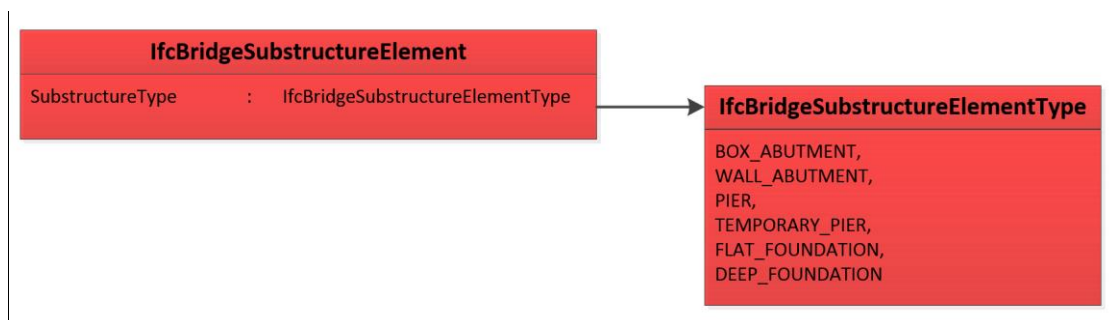 IfcBridgeSubstructureElement
SubstructureType : IfcBridgeSubstructureElementType
IfcBridgeSubstructureElementType
BOX_ABUTMENT,
WALL_ABUTMENT,
PIER,
TEMPORARY_PIER,
FLAT_FOUNDATION,
DEEP_FOUNDATION